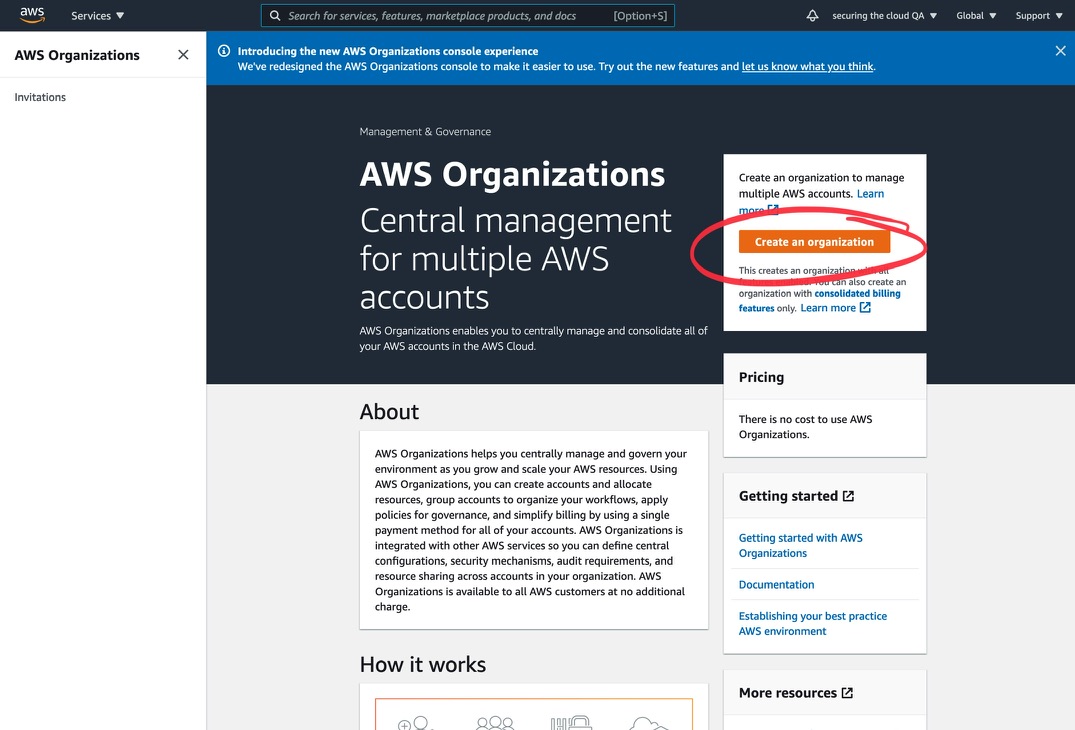 aws
Services ▼
Search for services, features, marketplace products, and docs [Option+S]
securing the cloud QA ▼
Global ▼
Support ▼
AWS Organizations
Invitations
Introducing the new AWS Organizations console experience
We've redesigned the AWS Organizations console to make it easier to use. Try out the new features and let us know what you think.
Management & Governance
AWS Organizations
Central management
for multiple AWS
accounts
AWS Organizations enables you to centrally manage and consolidate all of
your AWS accounts in the AWS Cloud.
Create an organization to manage
multiple AWS accounts. Learn
more
Create an organization
This creates an organization with all
features enabled. You can also create an
organization with consolidated billing
features only. Learn more
Pricing
There is no cost to use AWS
Organizations.
Getting started
Getting started with AWS
Organizations
Documentation
Establishing your best practice
AWS environment
More resources
About
AWS Organizations helps you centrally manage and govern your
environment as you grow and scale your AWS resources. Using
AWS Organizations, you can create accounts and allocate
resources, group accounts to organize your workflows, apply
policies for governance, and simplify billing by using a single
payment method for all of your accounts. AWS Organizations is
integrated with other AWS services so you can define central
configurations, security mechanisms, audit requirements, and
resource sharing across accounts in your organization. AWS
Organizations is available to all AWS customers at no additional
charge.
How it works